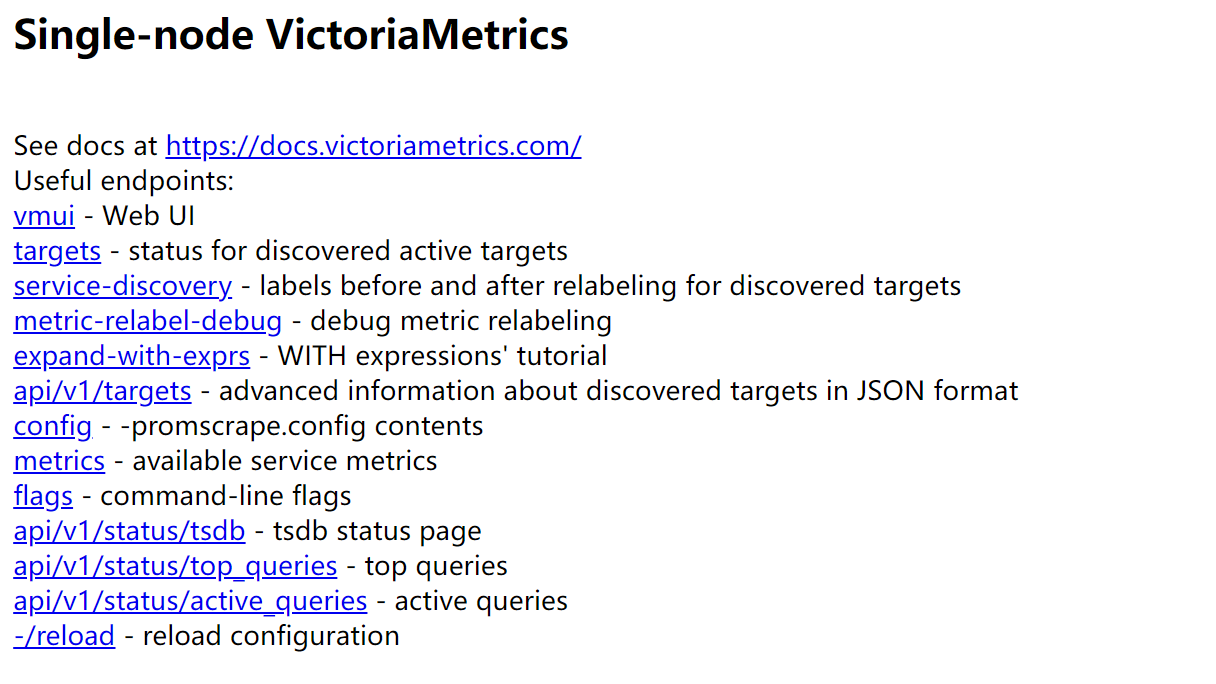 Single-node VictoriaMetrics
See docs at https://docs.victoriametrics.com/
Useful endpoints:
vmui - Web UI
targets - status for discovered active targets
service-discovery - labels before and after relabeling for discovered targets
metric-relabel-debug - debug metric relabeling
expand-with-exprs - WITH expressions' tutorial
api/v1/targets - advanced information about discovered targets in JSON format
config - -promscrape.config contents
metrics - available service metrics
flags - command-line flags
api/v1/status/tsdb - tsdb status page
api/v1/status/top_queries - top queries
api/v1/status/active_queries - active queries
-/reload - reload configuration